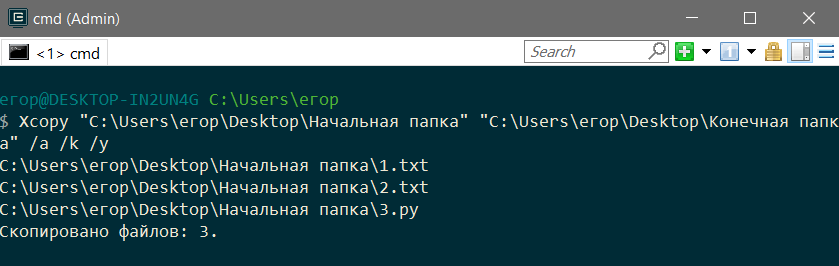 cmd (Admin)
<1> cmd
Search
егор@DESKTOP-IN2UN4G C:\Users\егор
$ Xcopy "C:\Users\егор\Desktop\Начальная папка" "C:\Users\егор\Desktop\Конечная папк
а" /a /k /y
C:\Users\егор\Desktop\Начальная папка\1.txt
C:\Users\егор\Desktop\Начальная папка\2.txt
C:\Users\егор\Desktop\Начальная папка\3.py
Скопировано файлов: 3.